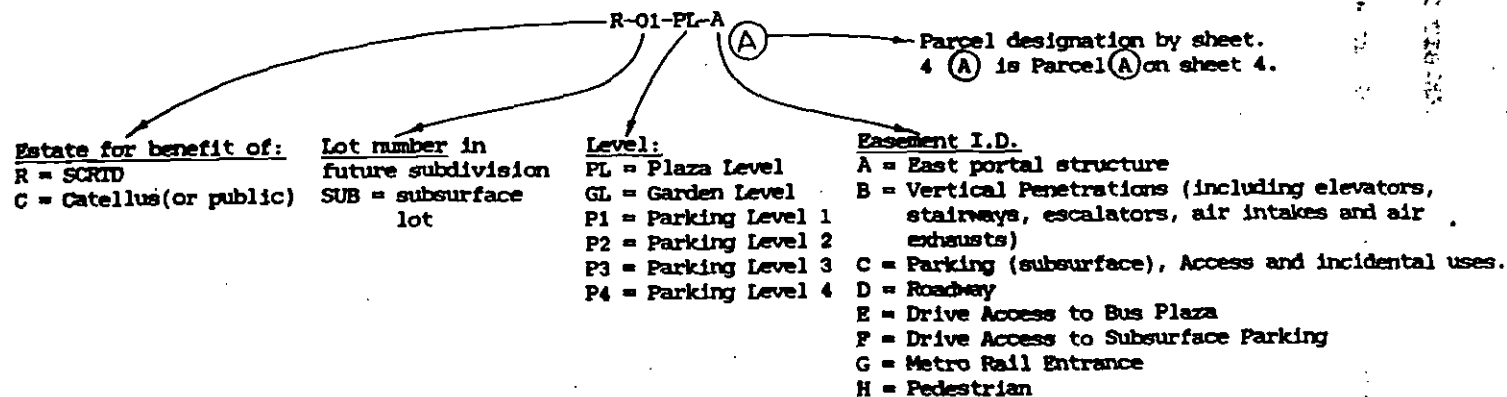 R-01-PL-A
(A)
Parcel designation by sheet.
4 (A) is Parcel (A) on sheet 4.
Estate for benefit of:
R = SCRTD
C = Catellus(or public)
Lot number in
future subdivision
SUB = subsurface
lot
Level:
PL = Plaza Level
GL = Garden Level
P1 = Parking Level 1
P2 = Parking Level 2
P3 = Parking Level 3
P4 = Parking Level 4
Easement I.D.
A = East portal structure
B = Vertical Penetrations (including elevators,
stairways, escalators, air intakes and air
exhausts)
C = Parking (subsurface), Access and incidental uses.
D = Roadway
E = Drive Access to Bus Plaza
F = Drive Access to Subsurface Parking
G = Metro Rail Entrance
H = Pedestrian